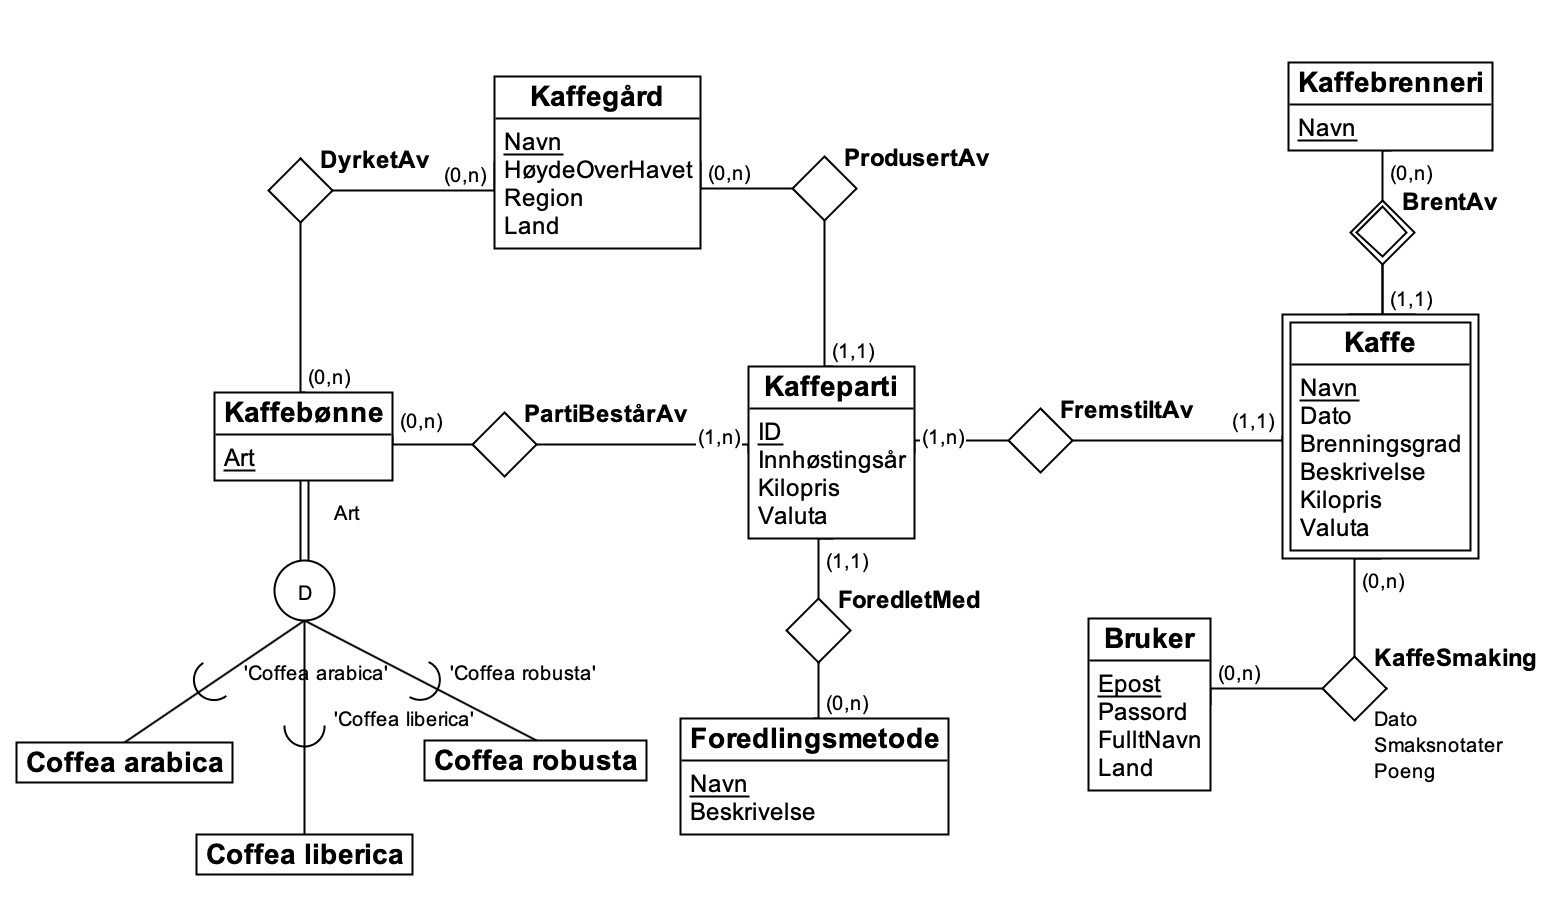 Kaffegård
Navn
HøydeOverHavet
Region
Land
Kaffebrenneri
Navn
DyrketAv
(0,n)
(0,n)
ProdusertAv
(0,n)
BrentAv
(1,1)
(0,n)
(1,1)
Kaffebønne
Art
(0,n)
PartiBestårAv
(1,n)
Kaffeparti
ID
Innhøstingsår
Kilopris
Valuta
(1,n)
FremstiltAv
(1,1)
Kaffe
Navn
Dato
Brenningsgrad
Beskrivelse
Kilopris
Valuta
Art
D
'Coffea arabica'
'Coffea robusta'
'Coffea liberica'
Coffea arabica
Coffea robusta
Coffea liberica
(1,1)
ForedletMed
(0,n)
Foredlingsmetode
Navn
Beskrivelse
(0,n)
Bruker
Epost
Passord
FulltNavn
Land
(0,n)
KaffeSmaking
Dato
Smaksnotater
Poeng